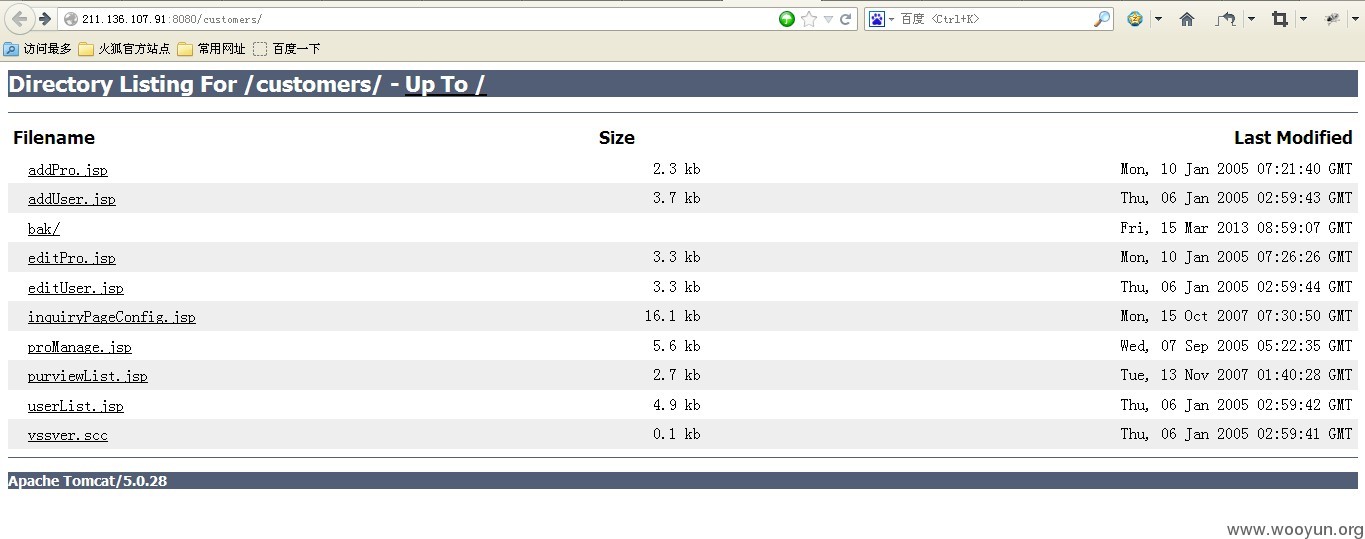 211.136.107.91:8080/customers/
百度 <Ctrl+K>
访问最多 火狐官方站点 常用网址 百度一下
Directory Listing For /customers/ - Up To /
Filename Size Last Modified
addPro.jsp 2.3 kb Mon, 10 Jan 2005 07:21:40 GMT
addUser.jsp 3.7 kb Thu, 06 Jan 2005 02:59:43 GMT
bak/ Fri, 15 Mar 2013 08:59:07 GMT
editPro.jsp 3.3 kb Mon, 10 Jan 2005 07:26:26 GMT
editUser.jsp 3.3 kb Thu, 06 Jan 2005 02:59:44 GMT
inquiryPageConfig.jsp 16.1 kb Mon, 15 Oct 2007 07:30:50 GMT
proManage.jsp 5.6 kb Wed, 07 Sep 2005 05:22:35 GMT
purviewList.jsp 2.7 kb Tue, 13 Nov 2007 01:40:28 GMT
userList.jsp 4.9 kb Thu, 06 Jan 2005 02:59:42 GMT
vssver.scc 0.1 kb Thu, 06 Jan 2005 02:59:41 GMT
Apache Tomcat/5.0.28
www.wooyun.org